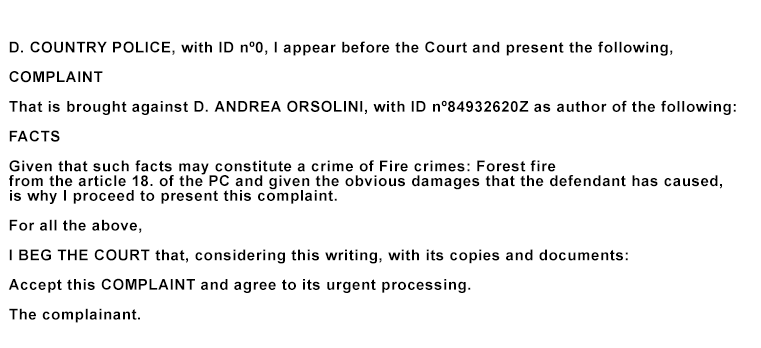 D. COUNTRY POLICE, with ID nº0, I appear before the Court and present the following,
COMPLAINT
That is brought against D. ANDREA ORSOLINI, with ID nº84932620Z as author of the following:
FACTS
Given that such facts may constitute a crime of Fire crimes: Forest fire
from the article 18. of the PC and given the obvious damages that the defendant has caused,
is why I proceed to present this complaint.
For all the above,
I BEG THE COURT that, considering this writing, with its copies and documents:
Accept this COMPLAINT and agree to its urgent processing.
The complainant.